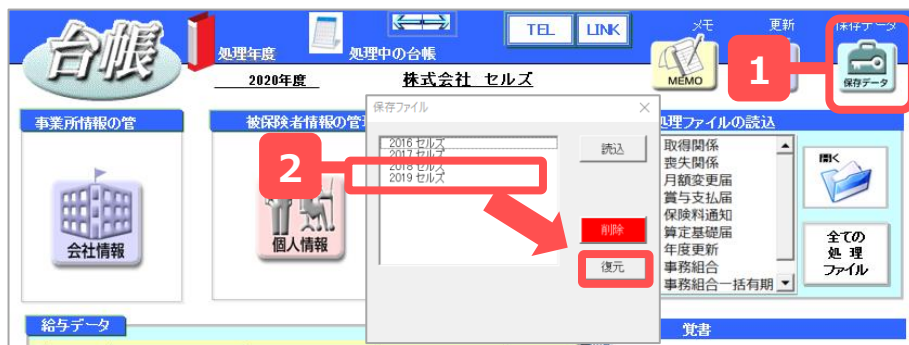 台帳
処理年度
処理中の台帳
TEL
LINK
メモ
更新
保存データ
2020年度
株式会社 セルズ
MEMO
1
保存データ
事業所情報の管
被保険者情報の管
処理ファイルの読込
保存ファイル
2016 セルズ
2017 セルズ
2018 セルズ
2019 セルズ
読込
削除
復元
2
会社情報
個人情報
取得関係
喪失関係
月額変更届
賞与支払届
保険料通知
算定基礎届
年度更新
事務組合
事務組合一括有期
開く
全ての
処 理
ファイル
給与データ
覚書